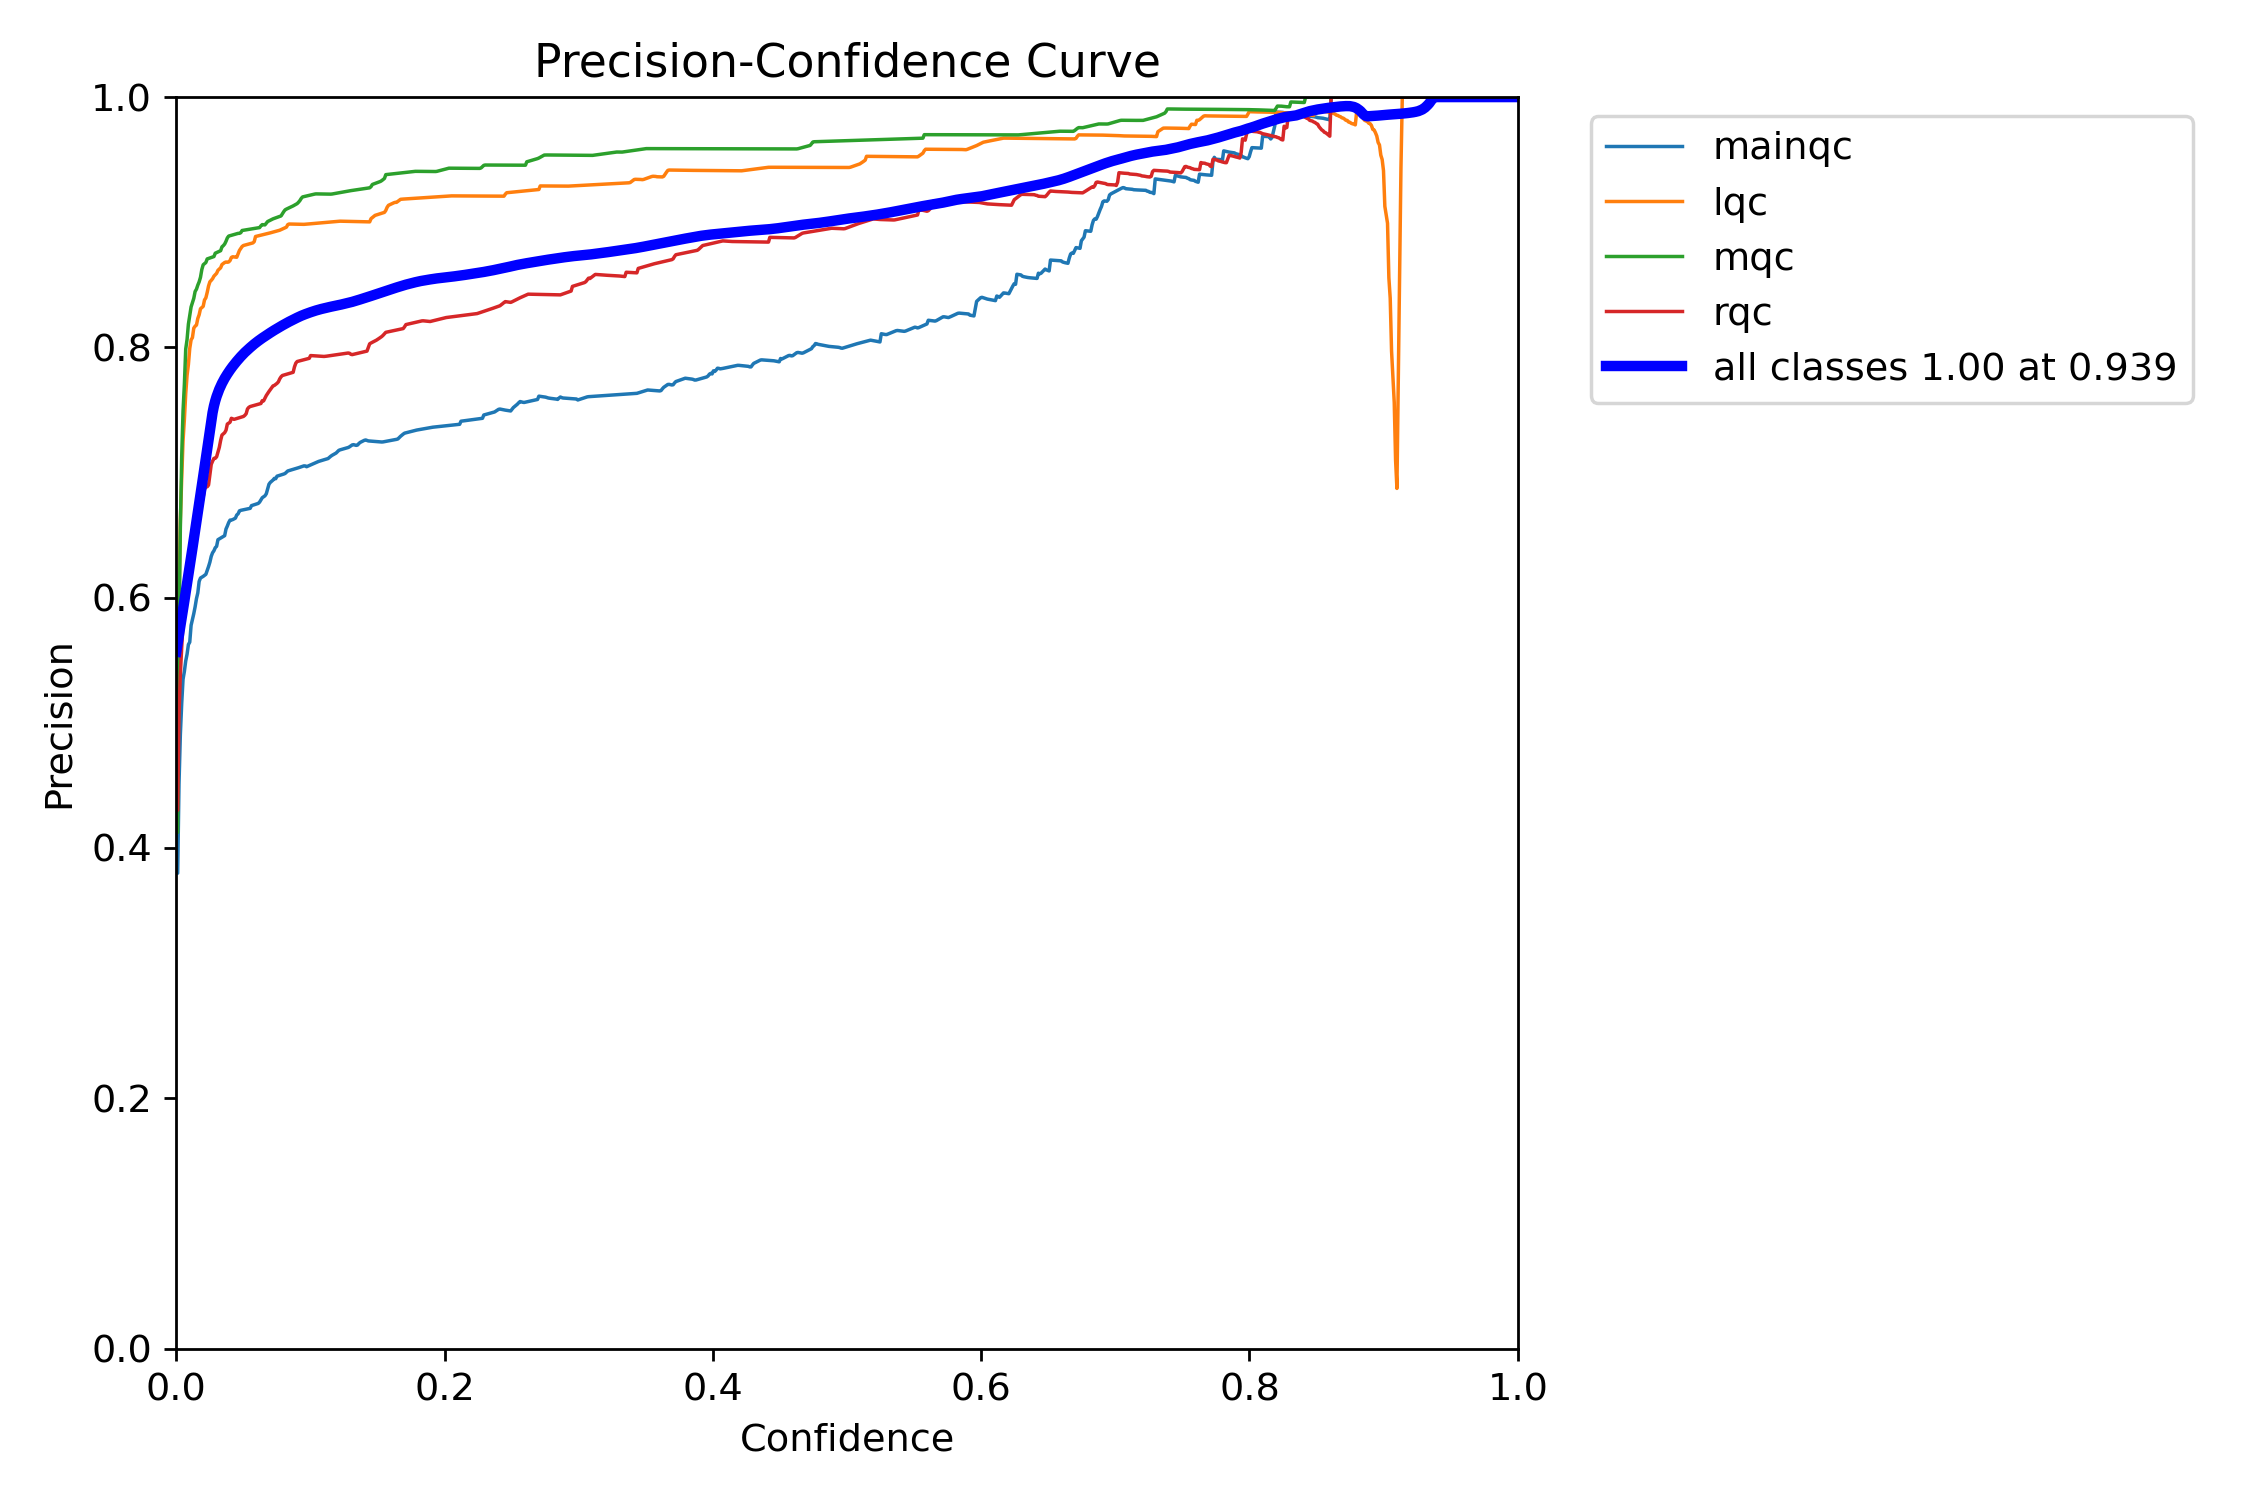 Precision-Confidence Curve
1.0
0.8
0.6
0.4
0.2
0.0
Precision
0.0 0.2 0.4 0.6 0.8 1.0
Confidence
mainqc
lqc
mqc
rqc
all classes 1.00 at 0.939